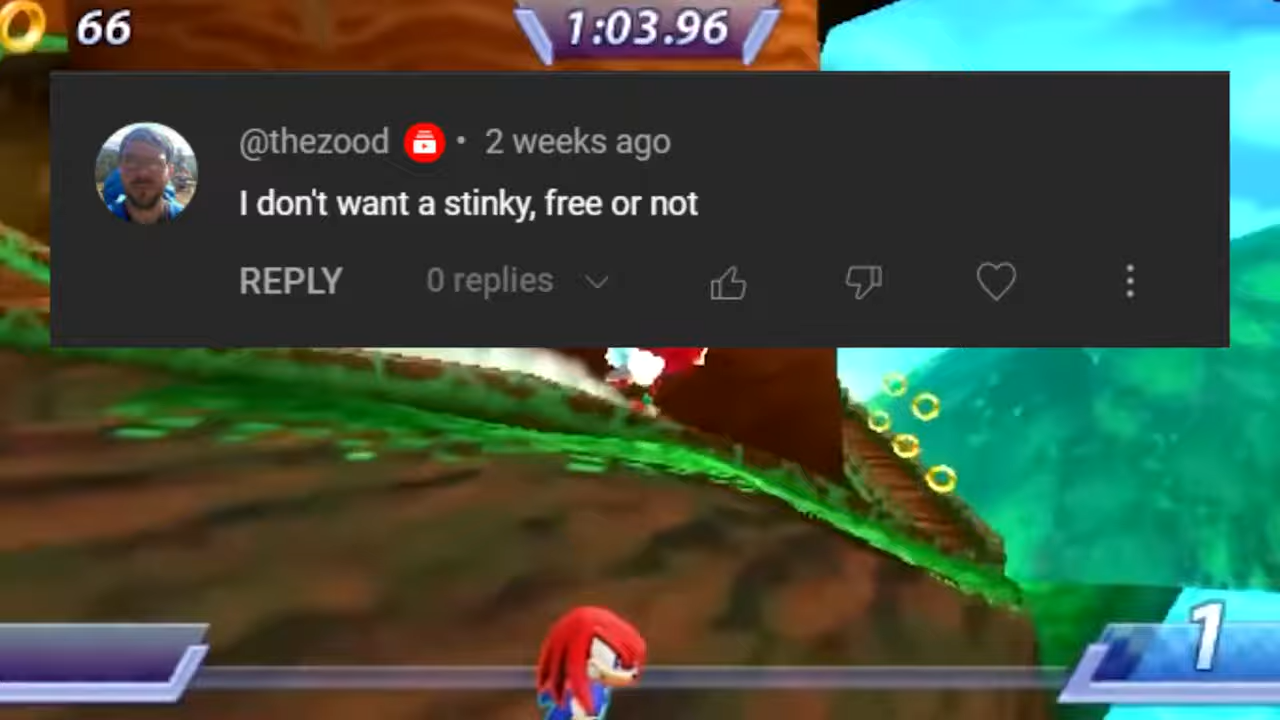 66
1:03.96
@thezood • 2 weeks ago
I don't want a stinky, free or not
REPLY 0 replies
1